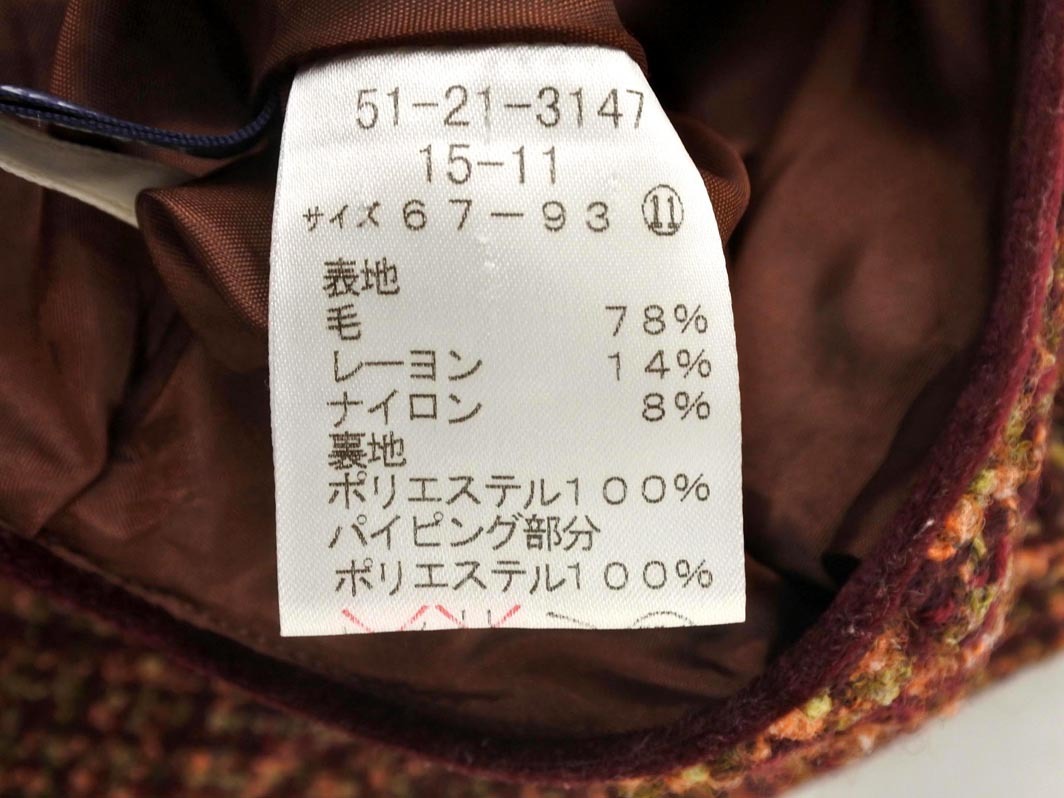 51-21-3147
15-11
サイズ 67-93 ⑪
表地
毛 78%
レーヨン 14%
ナイロン 8%
裏地
ポリエステル100%
パイピング部分
ポリエステル100%